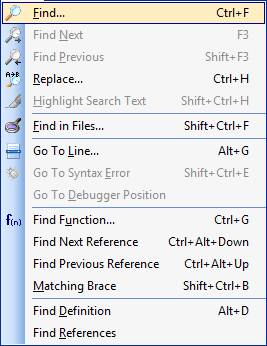 Find... Ctrl+F
Find Next F3
Find Previous Shift+F3
A→B Replace... Ctrl+H
Highlight Search Text Shift+Ctrl+H
Find in Files... Shift+Ctrl+F
Go To Line... Alt+G
Go To Syntax Error Shift+Ctrl+E
Go To Debugger Position
f(n) Find Function... Ctrl+G
Find Next Reference Ctrl+Alt+Down
Find Previous Reference Ctrl+Alt+Up
Matching Brace Shift+Ctrl+B
Find Definition Alt+D
Find References